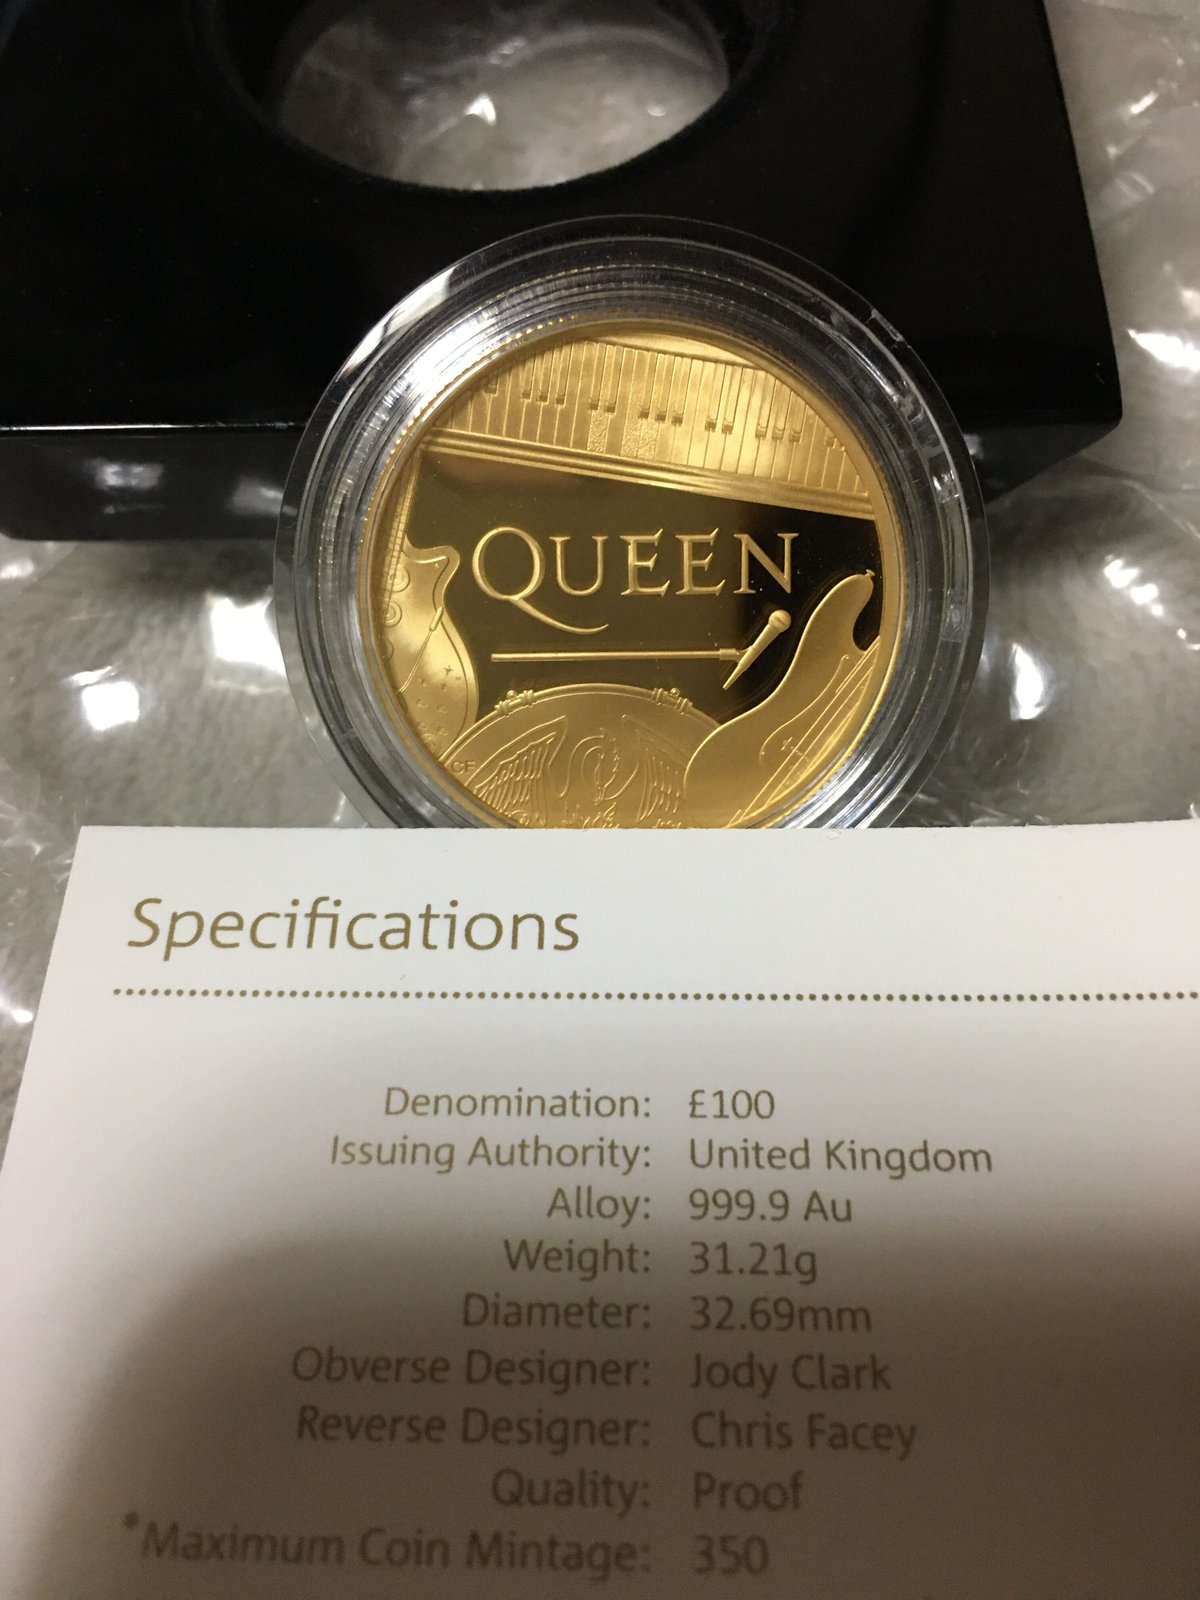 QUEEN
CF
Specifications
Denomination: £100
Issuing Authority: United Kingdom
Alloy: 999.9 Au
Weight: 31.21g
Diameter: 32.69mm
Obverse Designer: Jody Clark
Reverse Designer: Chris Facey
Quality: Proof
*Maximum Coin Mintage: 350